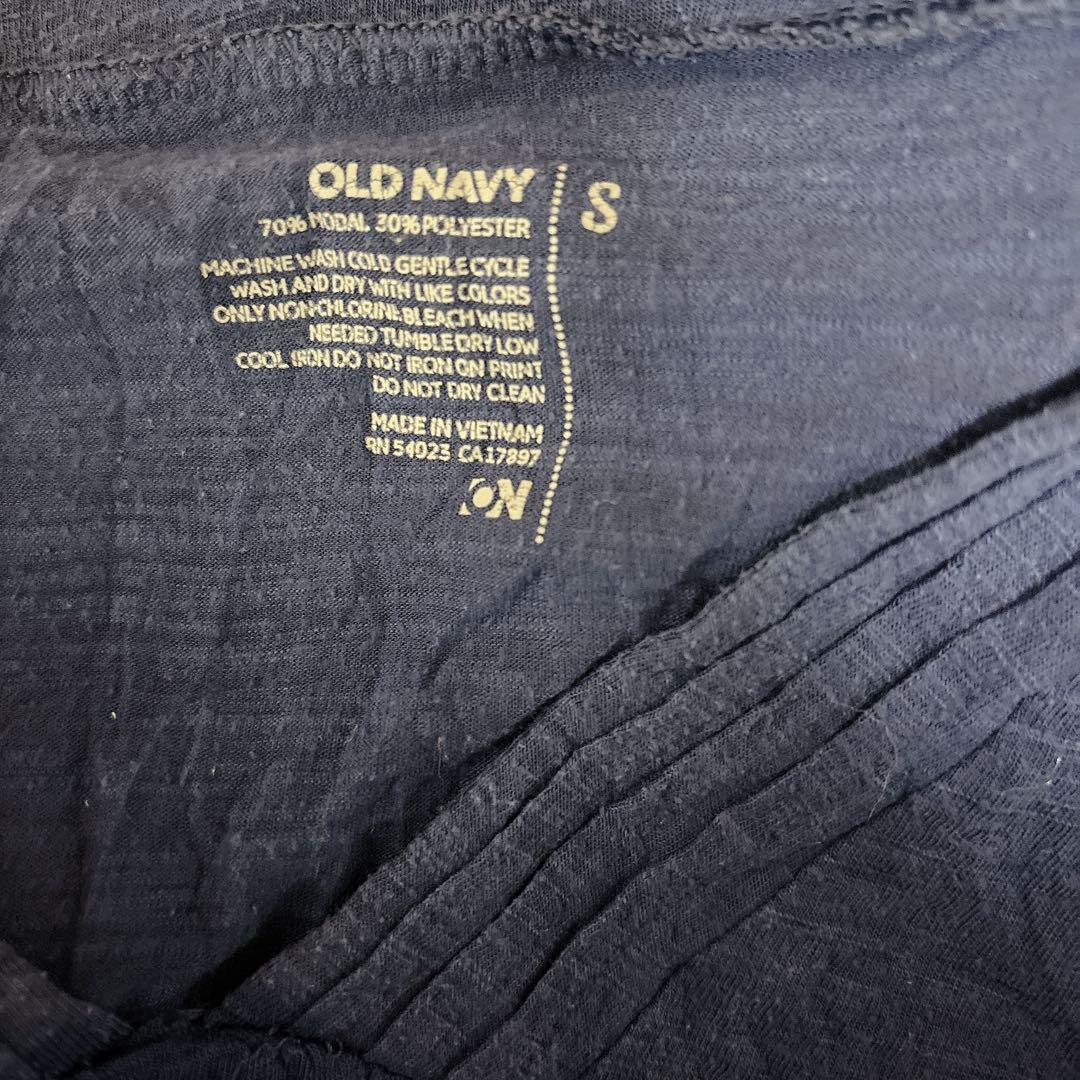 OLD NAVY
S
70% MODAL 30% POLYESTER
MACHINE WASH COLD GENTLE CYCLE
WASH AND DRY WITH LIKE COLORS
ONLY NON-CHLORINE BLEACH WHEN
NEEDED TUMBLE DRY LOW
COOL IRON DO NOT IRON ON PRINT
DO NOT DRY CLEAN
MADE IN VIETNAM
RN 54023 CA 17897
ON